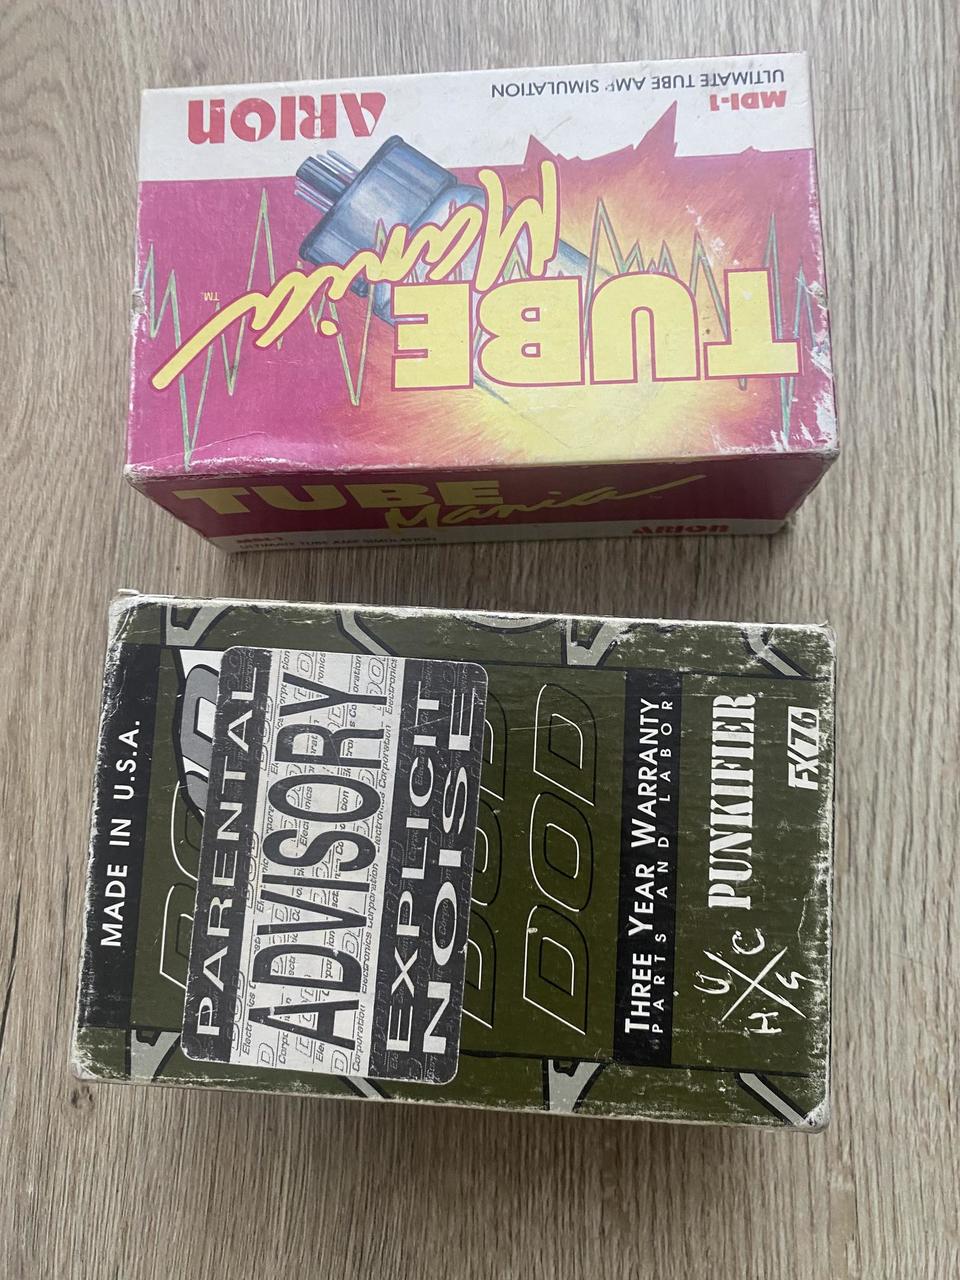 ARION
MDI-1
ULTIMATE TUBE AMP SIMULATION
TUBE
Mania
TM
TUBE
Mania
ARION
MDI-1
ULTIMATE TUBE AMP SIMULATION
MADE IN U.S.A.
PARENTAL
ADVISORY
EXPLICIT
NOISE
DOD
DOD
DOD
THREE YEAR WARRANTY
PARTS AND LABOR
U C
H S
PUNKIFIER
FX76